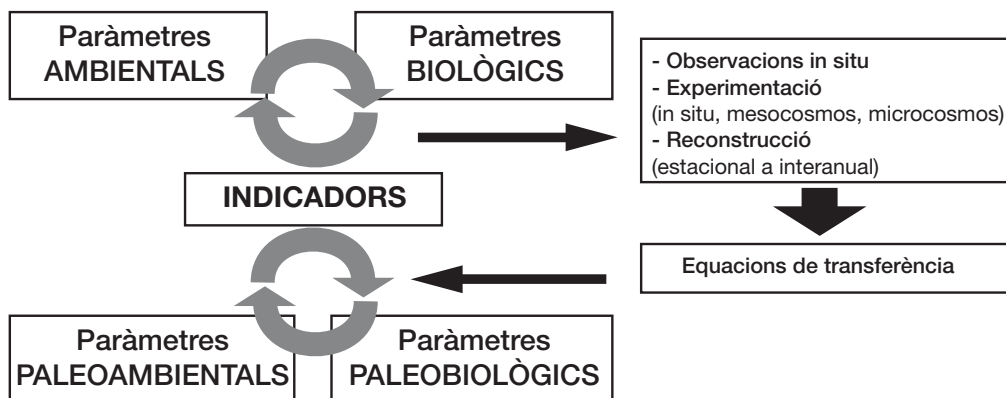 Paràmetres
AMBIENTALS
Paràmetres
BIOLÒGICS
- Observacions in situ
- Experimentació
(in situ, mesocosmos, microcosmos)
- Reconstrucció
(estacional a interanual)
INDICADORS
Equacions de transferència
Paràmetres
PALEOAMBIENTALS
Paràmetres
PALEOBIOLÒGICS